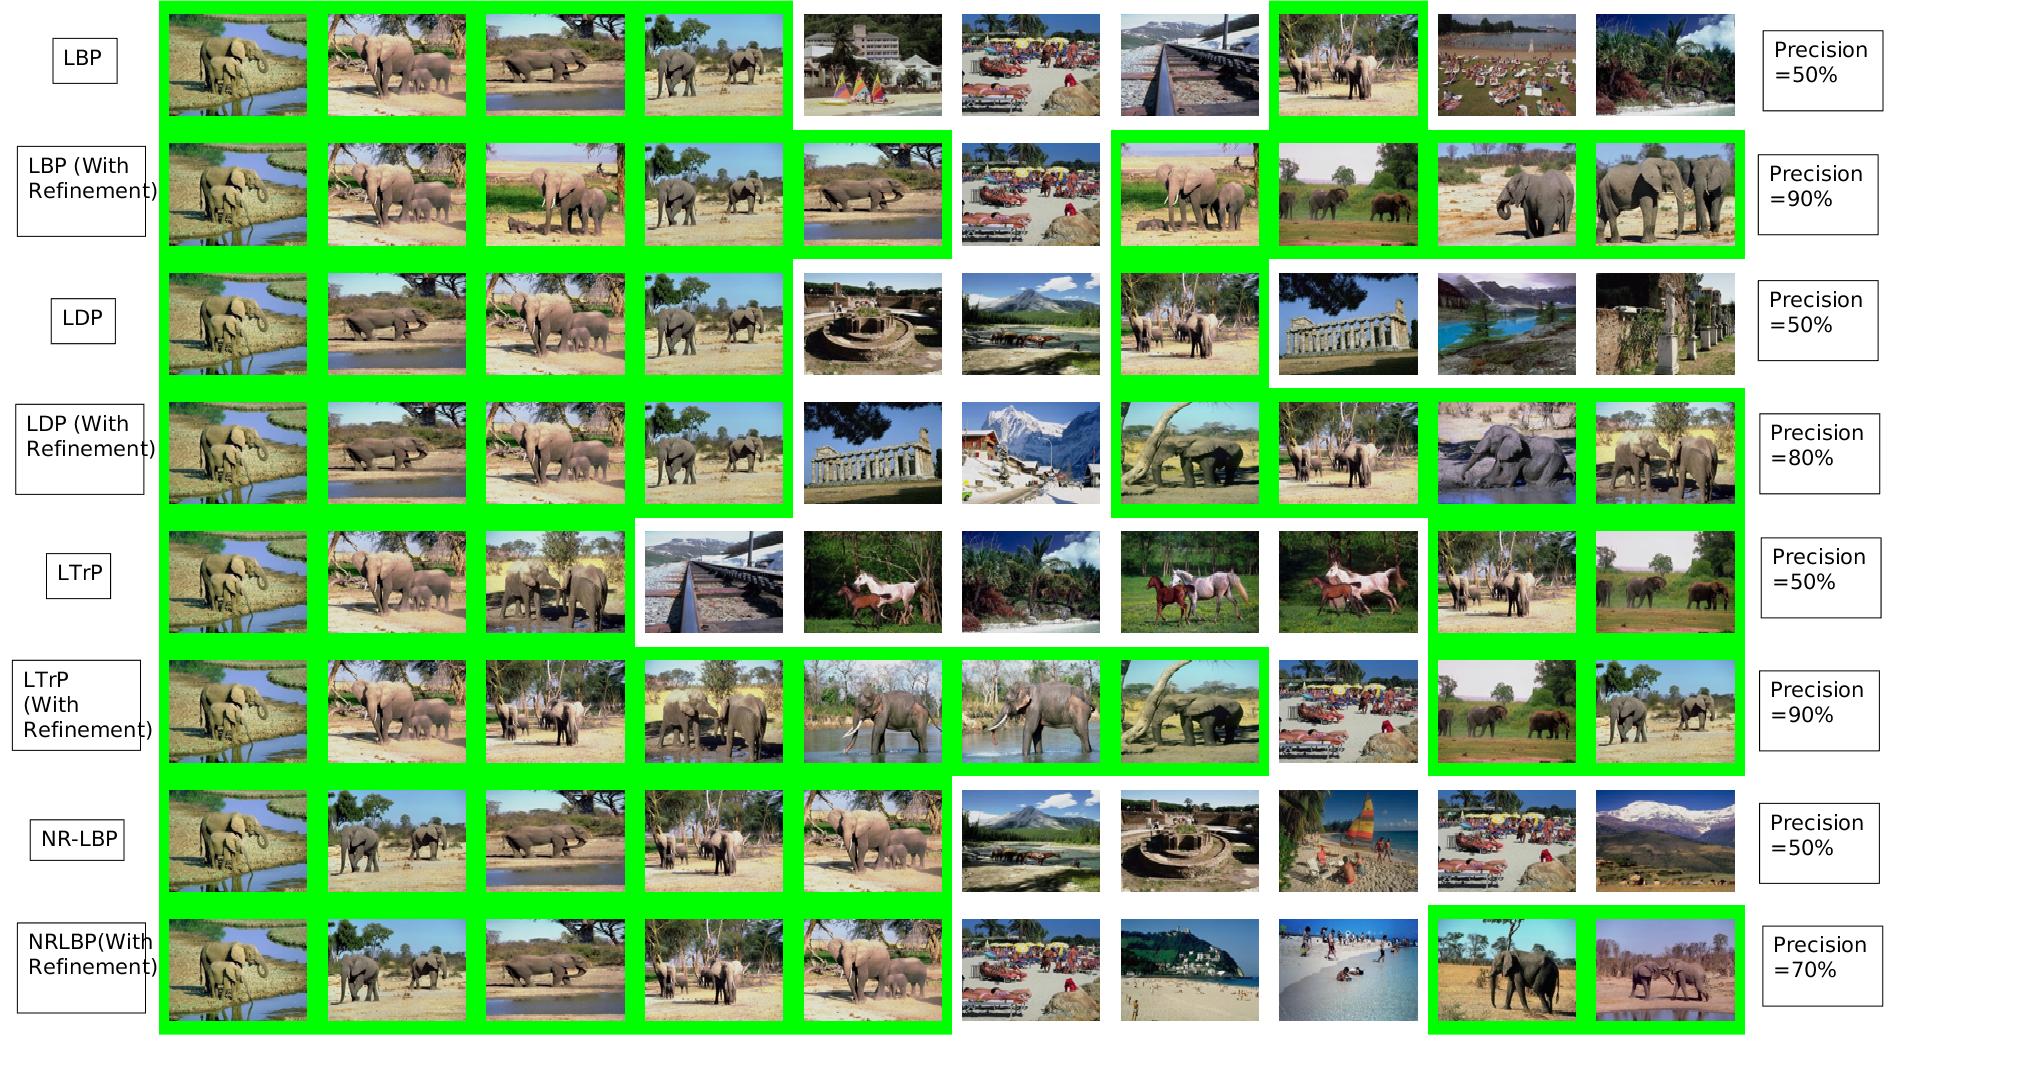 LBP
Precision
=50%
LBP (With
Refinement)
Precision
=90%
LDP
Precision
=50%
LDP (With
Refinement)
Precision
=80%
LTrP
Precision
=50%
LTrP
(With
Refinement)
Precision
=90%
NR-LBP
Precision
=50%
NRLBP(With
Refinement)
Precision
=70%